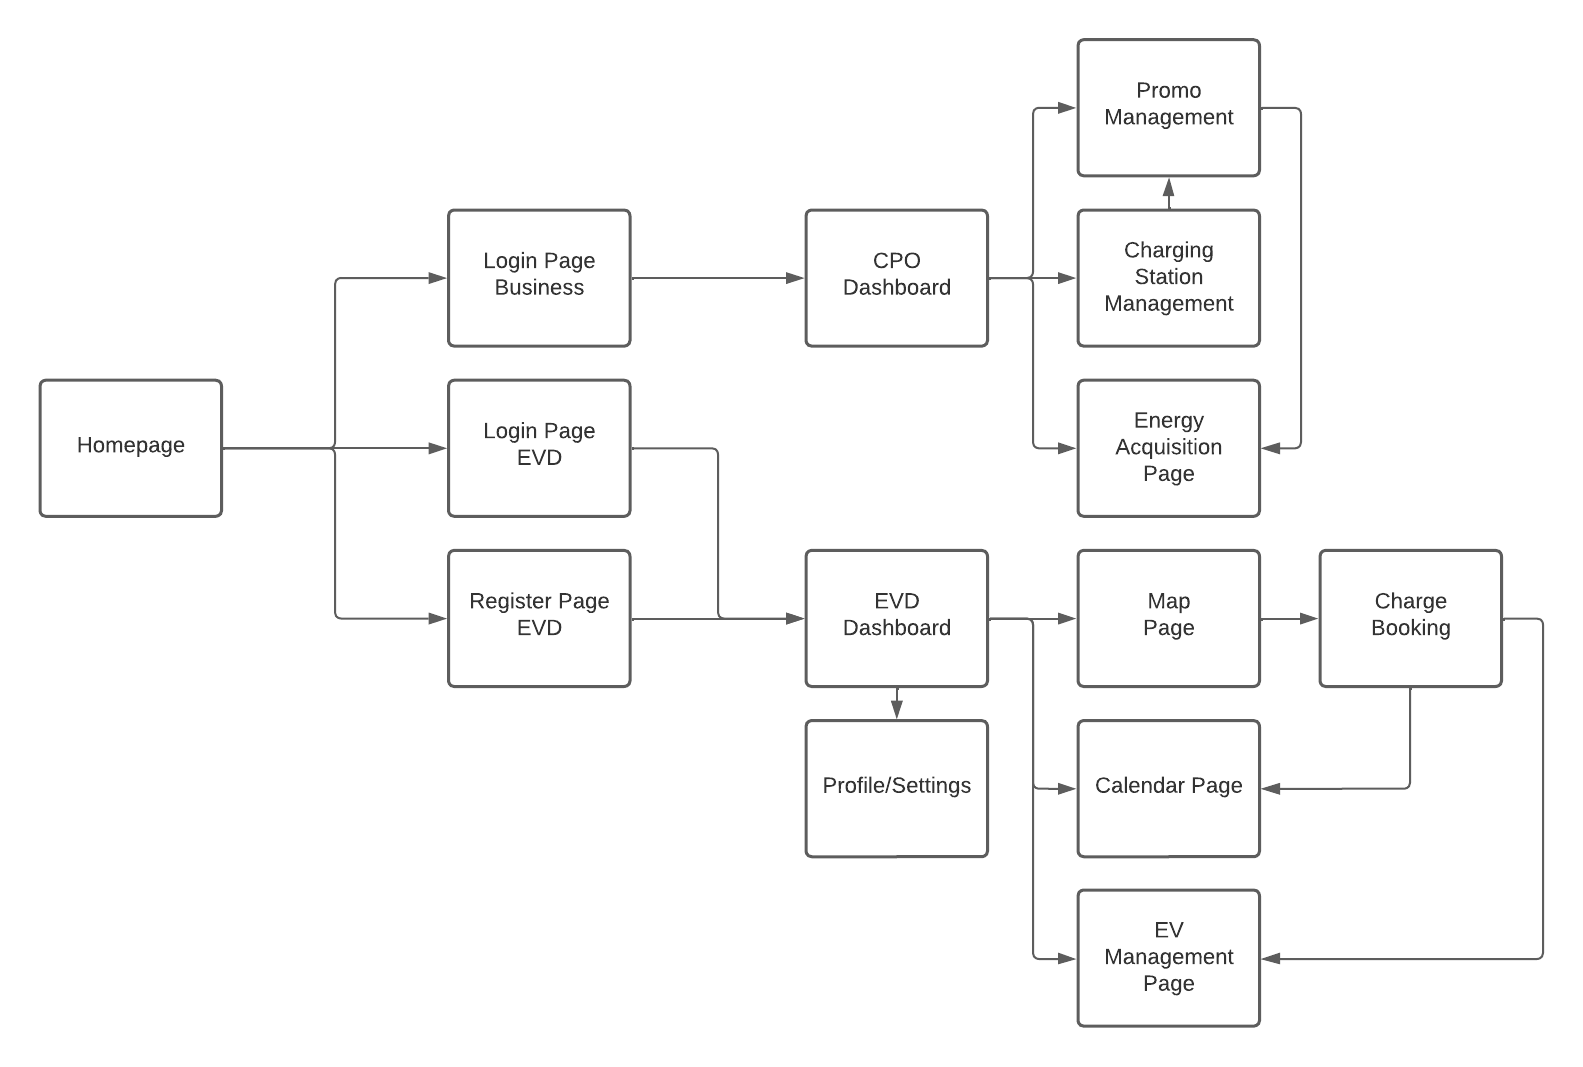 Promo
Management
Login Page
Business
CPO
Dashboard
Charging
Station
Management
Homepage
Login Page
EVD
Energy
Acquisition
Page
Register Page
EVD
EVD
Dashboard
Map
Page
Charge
Booking
Profile/Settings
Calendar Page
EV
Management
Page